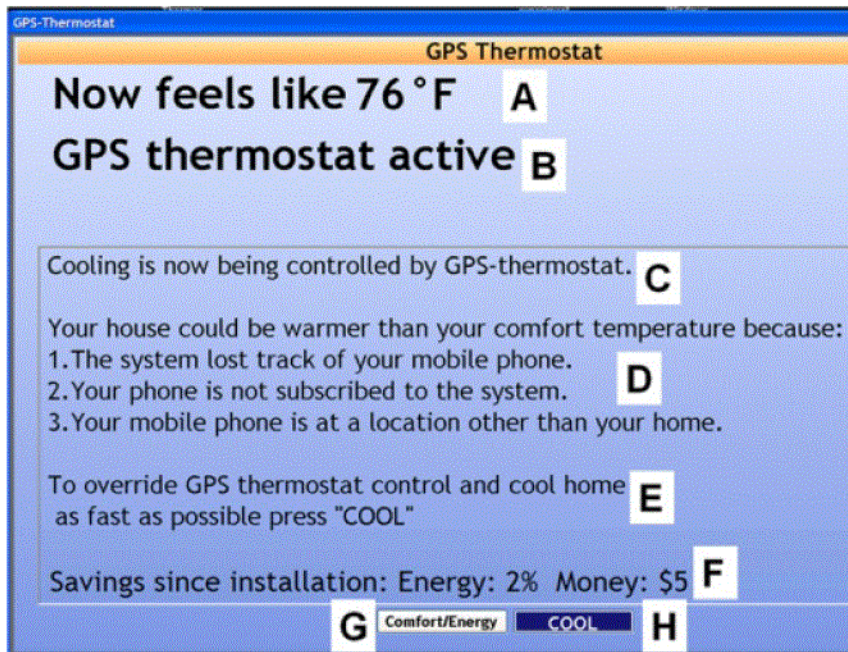 GPS-Thermostat
GPS Thermostat
Now feels like 76°F A
GPS thermostat active B
Cooling is now being controlled by GPS-thermostat. C
Your house could be warmer than your comfort temperature because:
1.The system lost track of your mobile phone.
2.Your phone is not subscribed to the system. D
3.Your mobile phone is at a location other than your home.
To override GPS thermostat control and cool home E
as fast as possible press "COOL"
Savings since installation: Energy: 2% Money: $5 F
G Comfort/Energy COOL H